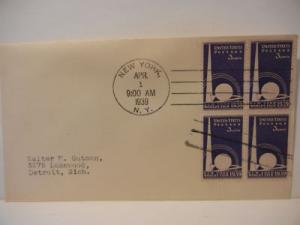 NEW YORK,
APR
1
9:00 AM
1939
N.Y.
UNITED STATES
POSTAGE
3 CENTS
UNITED STATES
POSTAGE
3 CENTS
UNITED STATES
POSTAGE
3 CENTS
UNITED STATES
POSTAGE
3 CENTS
Walter F. Gutman,
Detroit, Mich.